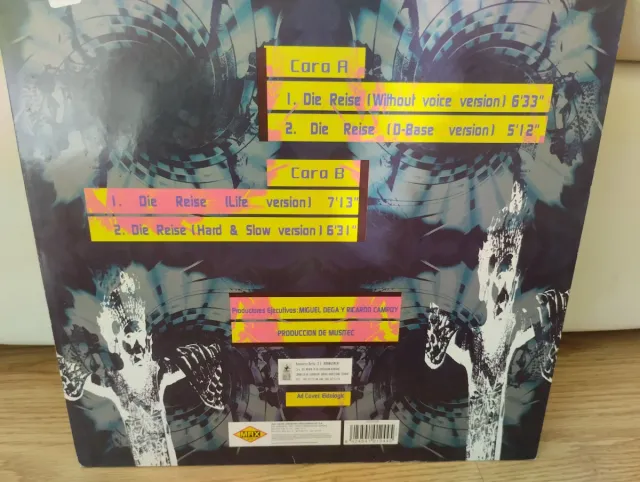 Cara A
1. Die Reise (Without voice version) 6'33"
2. Die Reise (D-Base version) 5'12"
Cara B
1. Die Reise (Life version) 7'13"
2. Die Reise (Hard & Slow version) 6'31"
Producciones Ejecutivas: MIGUEL DEGA Y RICARDO CAMPOY
PRODUCCION DE MUSITEC
Art Cover:
MAX